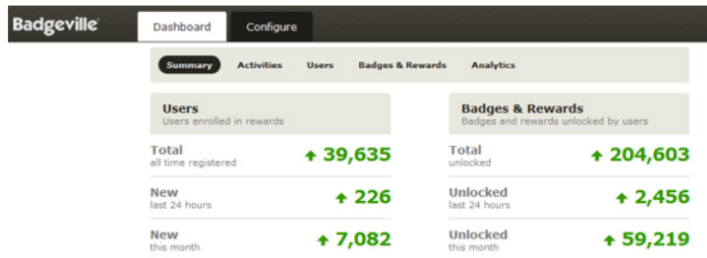 Badgeville Dashboard Configure
Summary Activities Users Badges & Rewards Analytics
Users
Users enrolled in rewards
Total
all time registered
39,635
New
last 24 hours
226
New
this month
7,082
Badges & Rewards
Badges and rewards unlocked by users
Total
unlocked
204,603
Unlocked
last 24 hours
2,456
Unlocked
this month
59,219